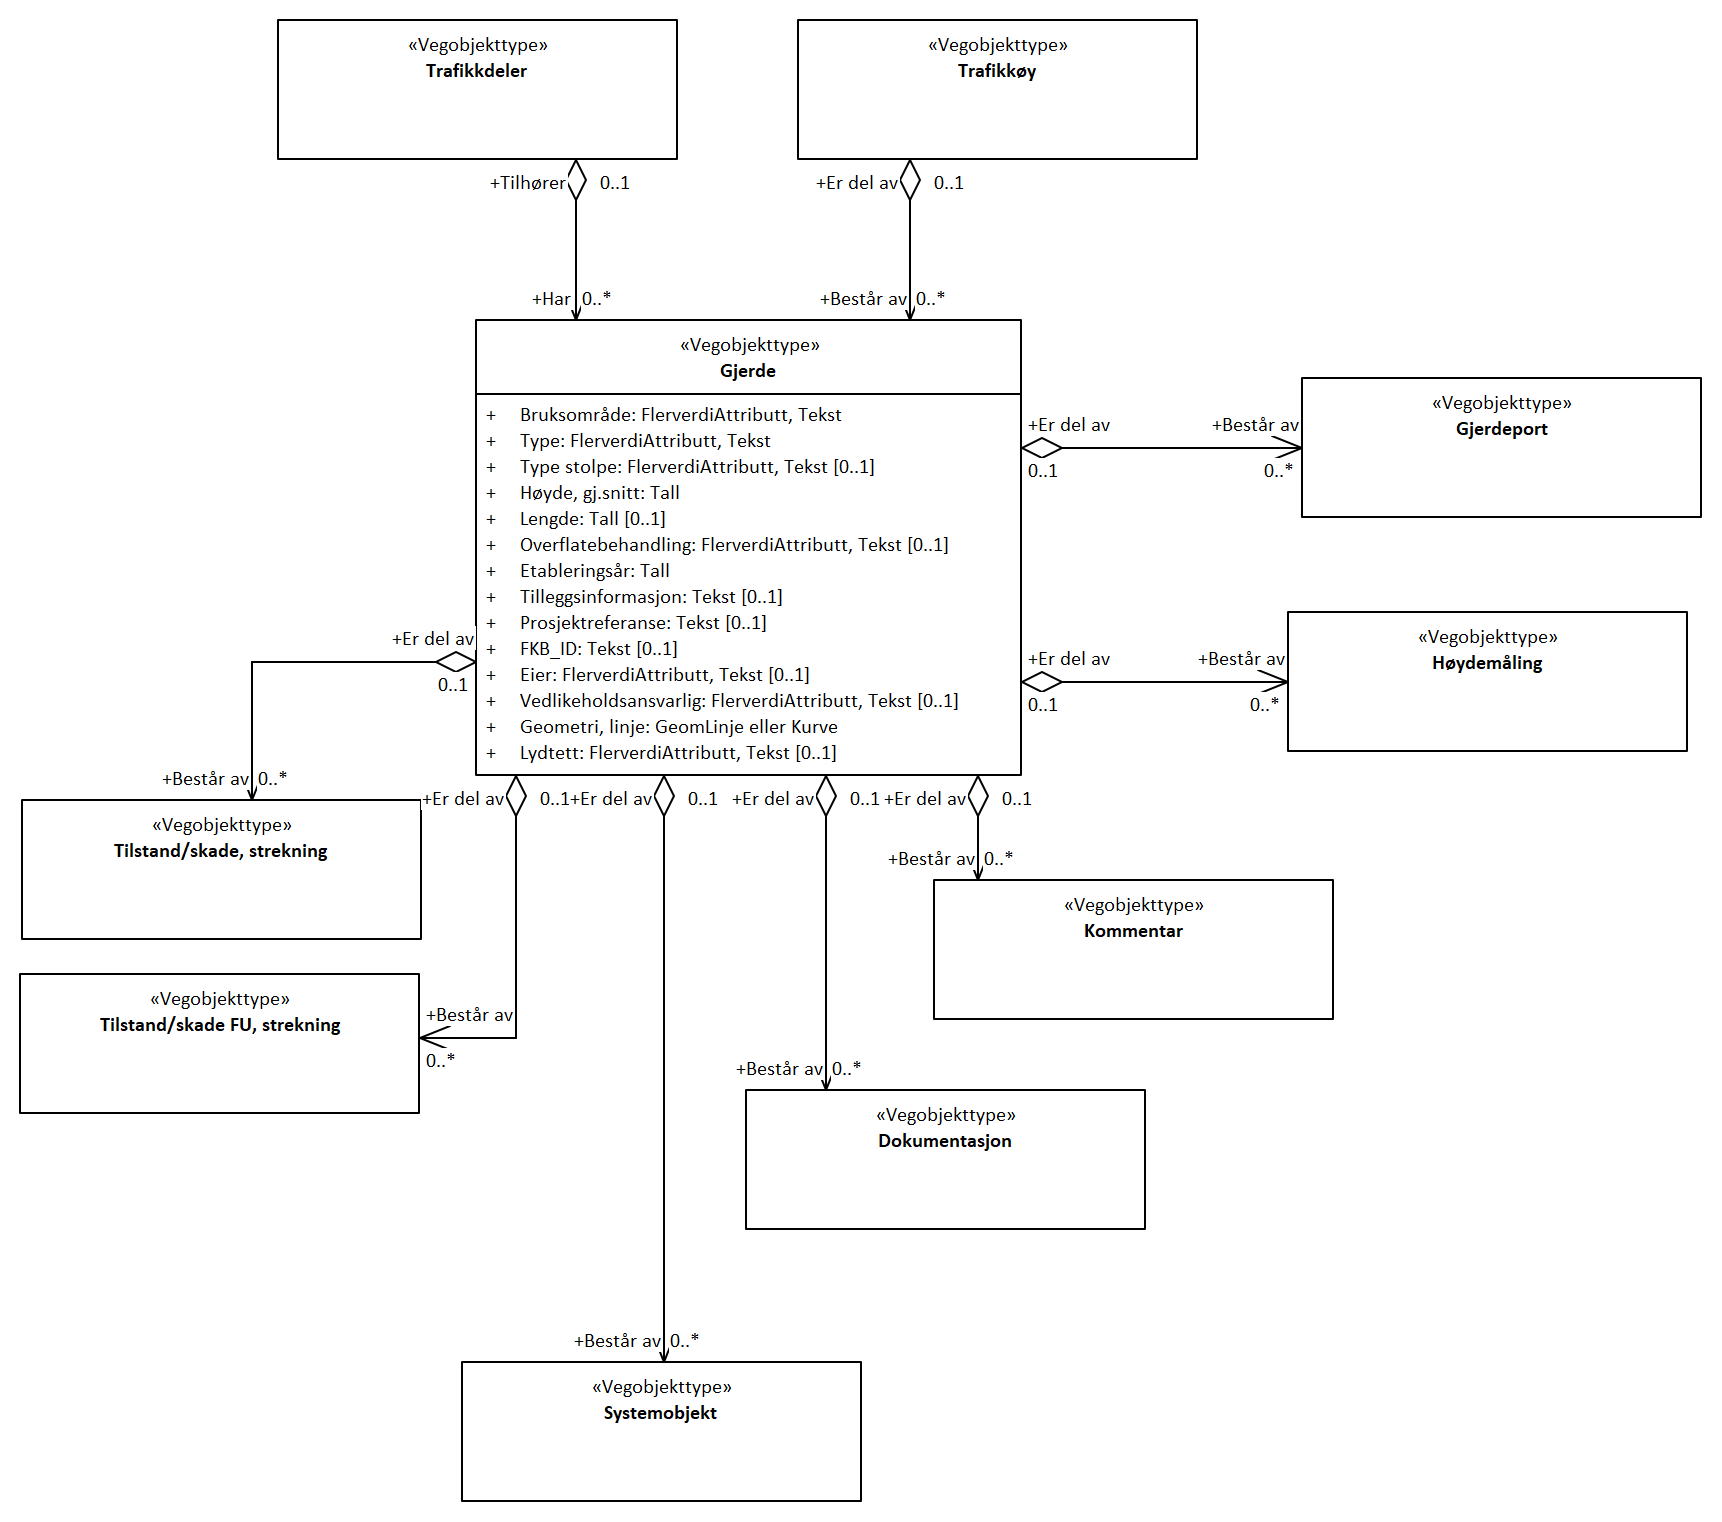 «Vegobjekttype»
Trafikkdeler
«Vegobjekttype»
Trafikkøy
+Tilhører 0..1
+Er del av 0..1
+Har 0..*
+Består av 0..*
«Vegobjekttype»
Gjerde
+ Bruksområde: FlerverdiAttributt, Tekst
+ Type: FlerverdiAttributt, Tekst
+ Type stolpe: FlerverdiAttributt, Tekst [0..1]
+ Høyde, gj.snitt: Tall
+ Lengde: Tall [0..1]
+ Overflatebehandling: FlerverdiAttributt, Tekst [0..1]
+ Etableringsår: Tall
+ Tilleggsinformasjon: Tekst [0..1]
+ Prosjektreferanse: Tekst [0..1]
+ FKB_ID: Tekst [0..1]
+ Eier: FlerverdiAttributt, Tekst [0..1]
+ Vedlikeholdsansvarlig: FlerverdiAttributt, Tekst [0..1]
+ Geometri, linje: GeomLinje eller Kurve
+ Lydtett: FlerverdiAttributt, Tekst [0..1]
+Er del av
0..1
+Består av
0..*
«Vegobjekttype»
Gjerdeport
+Er del av
0..1
+Består av
0..*
«Vegobjekttype»
Høydemåling
+Er del av
0..1
+Består av 0..*
«Vegobjekttype»
Tilstand/skade, strekning
+Er del av 0..1
+Er del av 0..1
+Er del av 0..1
+Er del av 0..1
+Består av 0..*
«Vegobjekttype»
Kommentar
«Vegobjekttype»
Tilstand/skade FU, strekning
+Består av
0..*
+Består av 0..*
«Vegobjekttype»
Dokumentasjon
+Består av 0..*
«Vegobjekttype»
Systemobjekt